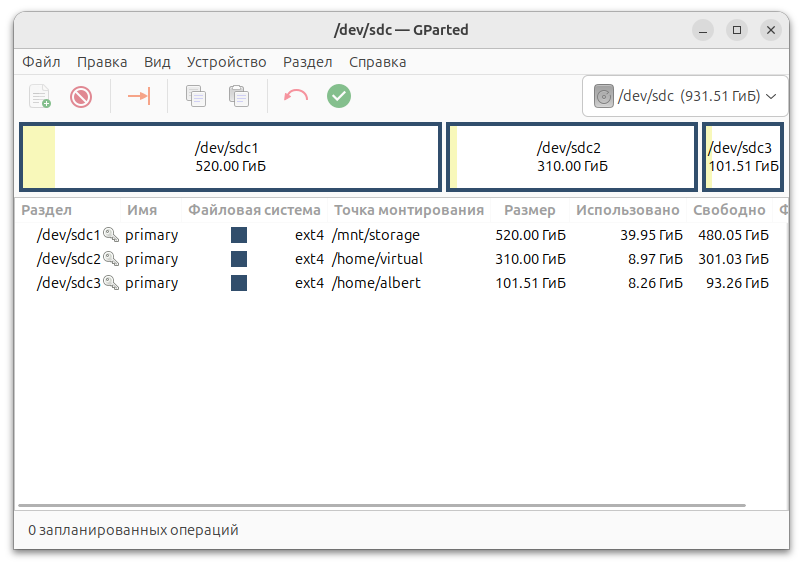 /dev/sdc — GParted
Файл Правка Вид Устройство Раздел Справка
/dev/sdc (931.51 ГиБ)
/dev/sdc1
520.00 ГиБ
/dev/sdc2
310.00 ГиБ
/dev/sdc3
101.51 ГиБ
Раздел Имя Файловая система Точка монтирования Размер Использовано Свободно
/dev/sdc1 primary ext4 /mnt/storage 520.00 ГиБ 39.95 ГиБ 480.05 ГиБ
/dev/sdc2 primary ext4 /home/virtual 310.00 ГиБ 8.97 ГиБ 301.03 ГиБ
/dev/sdc3 primary ext4 /home/albert 101.51 ГиБ 8.26 ГиБ 93.26 ГиБ
0 запланированных операций